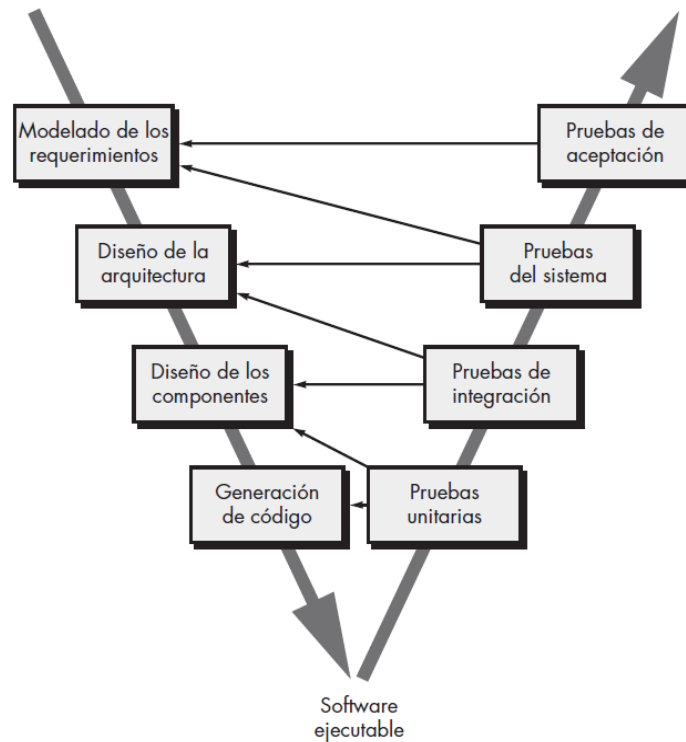 Modelado de los
requerimientos
Pruebas de
aceptación
Diseño de la
arquitectura
Pruebas
del sistema
Diseño de los
componentes
Pruebas de
integración
Generación
de código
Pruebas
unitarias
Software
ejecutable